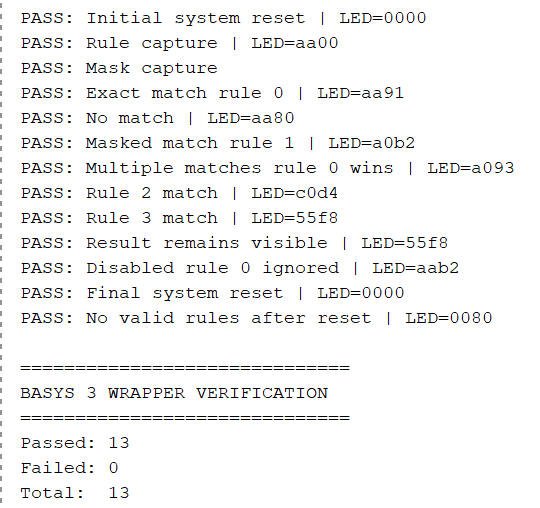 PASS: Initial system reset | LED=0000
PASS: Rule capture | LED=aa00
PASS: Mask capture
PASS: Exact match rule 0 | LED=aa91
PASS: No match | LED=aa80
PASS: Masked match rule 1 | LED=a0b2
PASS: Multiple matches rule 0 wins | LED=a093
PASS: Rule 2 match | LED=c0d4
PASS: Rule 3 match | LED=55f8
PASS: Result remains visible | LED=55f8
PASS: Disabled rule 0 ignored | LED=aab2
PASS: Final system reset | LED=0000
PASS: No valid rules after reset | LED=0080
==============================
BASYS 3 WRAPPER VERIFICATION
==============================
Passed: 13
Failed: 0
Total:  13